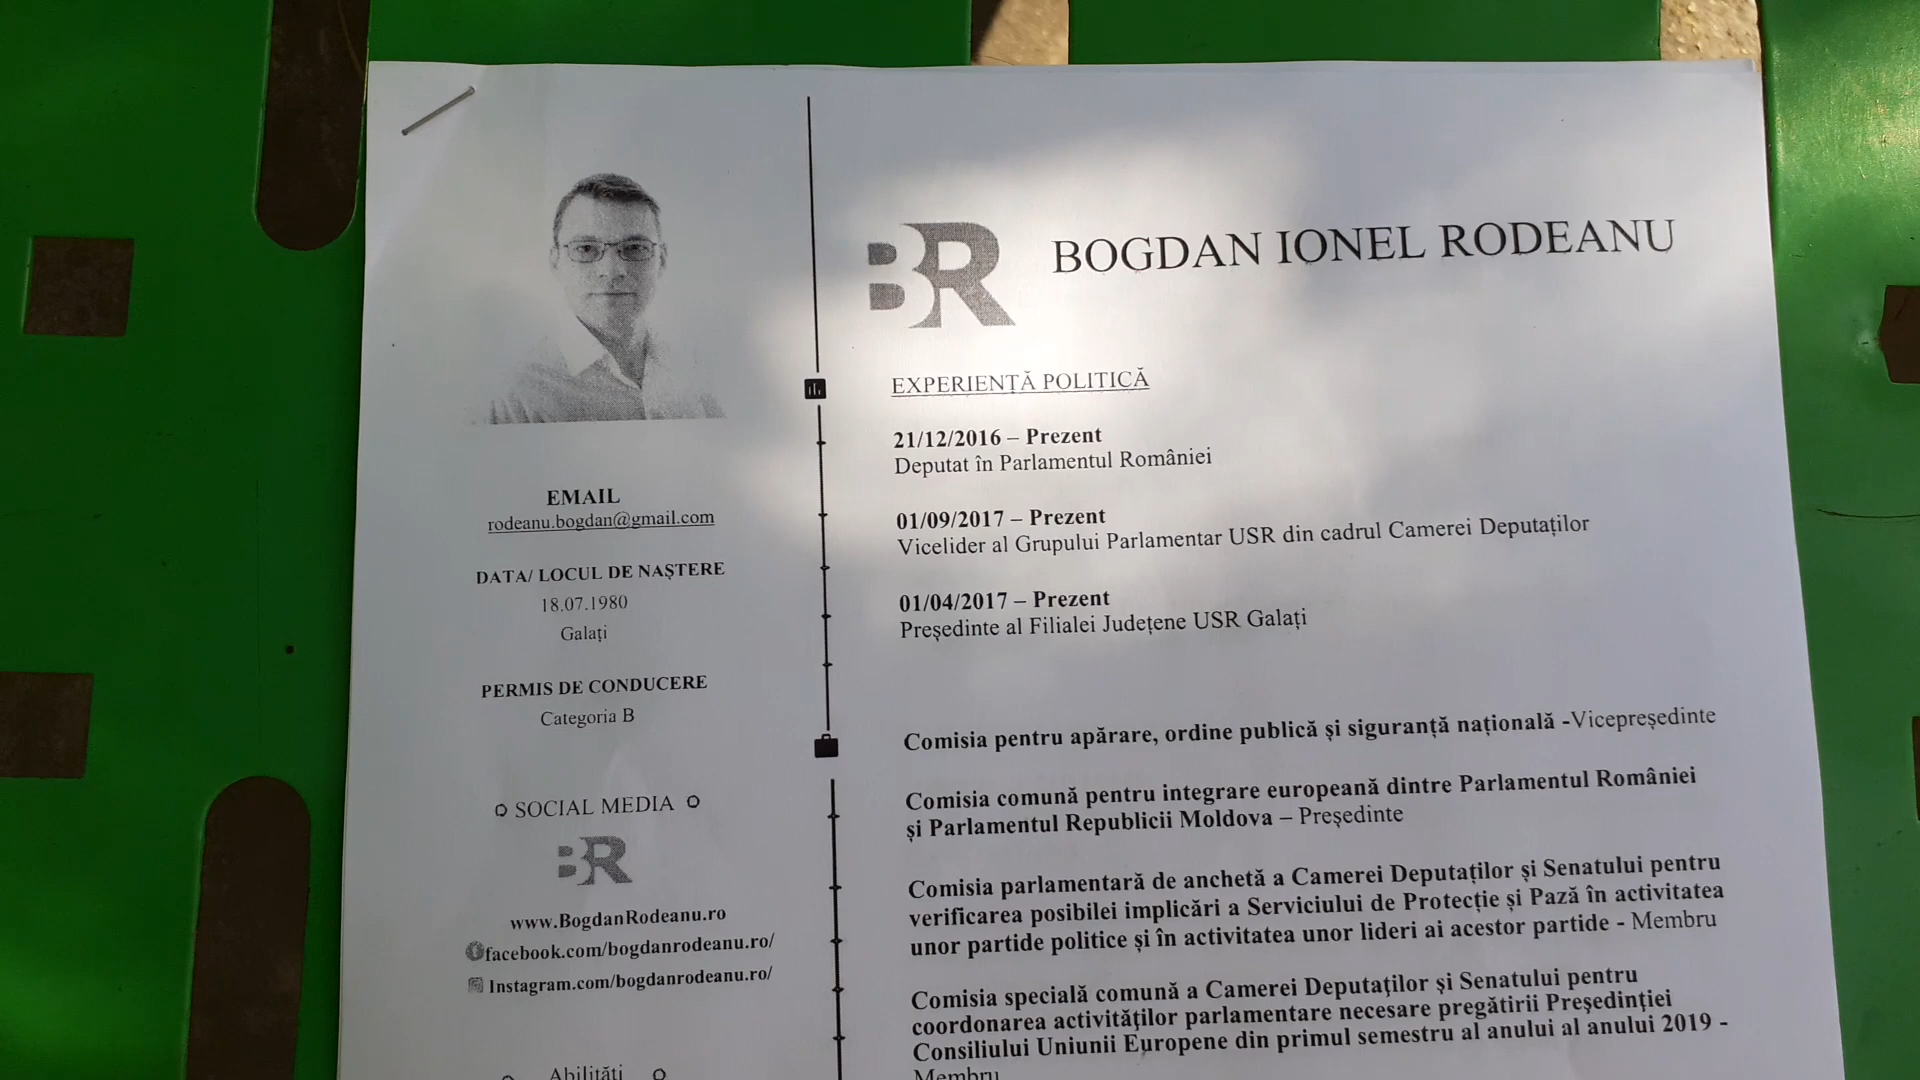 BR
BOGDAN IONEL RODEANU
EXPERIENȚĂ POLITICĂ
21/12/2016 – Prezent
Deputat în Parlamentul României
01/09/2017 – Prezent
Vicelider al Grupului Parlamentar USR din cadrul Camerei Deputaților
01/04/2017 – Prezent
Președinte al Filialei Județene USR Galați
Comisia pentru apărare, ordine publică și siguranță națională -Vicepreședinte
Comisia comună pentru integrare europeană dintre Parlamentul României
și Parlamentul Republicii Moldova – Președinte
Comisia parlamentară de anchetă a Camerei Deputaților și Senatului pentru
verificarea posibilei implicări a Serviciului de Protecție și Pază în activitatea
unor partide politice și în activitatea unor lideri ai acestor partide - Membru
Comisia specială comună a Camerei Deputaţilor și Senatului pentru
coordonarea activităţilor parlamentare necesare pregătirii Preşedinţiei
Consiliului Uniunii Europene din primul semestru al anului al anului 2019 -
Membru
EMAIL
rodeanu.bogdan@gmail.com
DATA/ LOCUL DE NAȘTERE
18.07.1980
Galați
PERMIS DE CONDUCERE
Categoria B
SOCIAL MEDIA
BR
www.BogdanRodeanu.ro
facebook.com/bogdanrodeanu.ro/
Instagram.com/bogdanrodeanu.ro/
Abilități